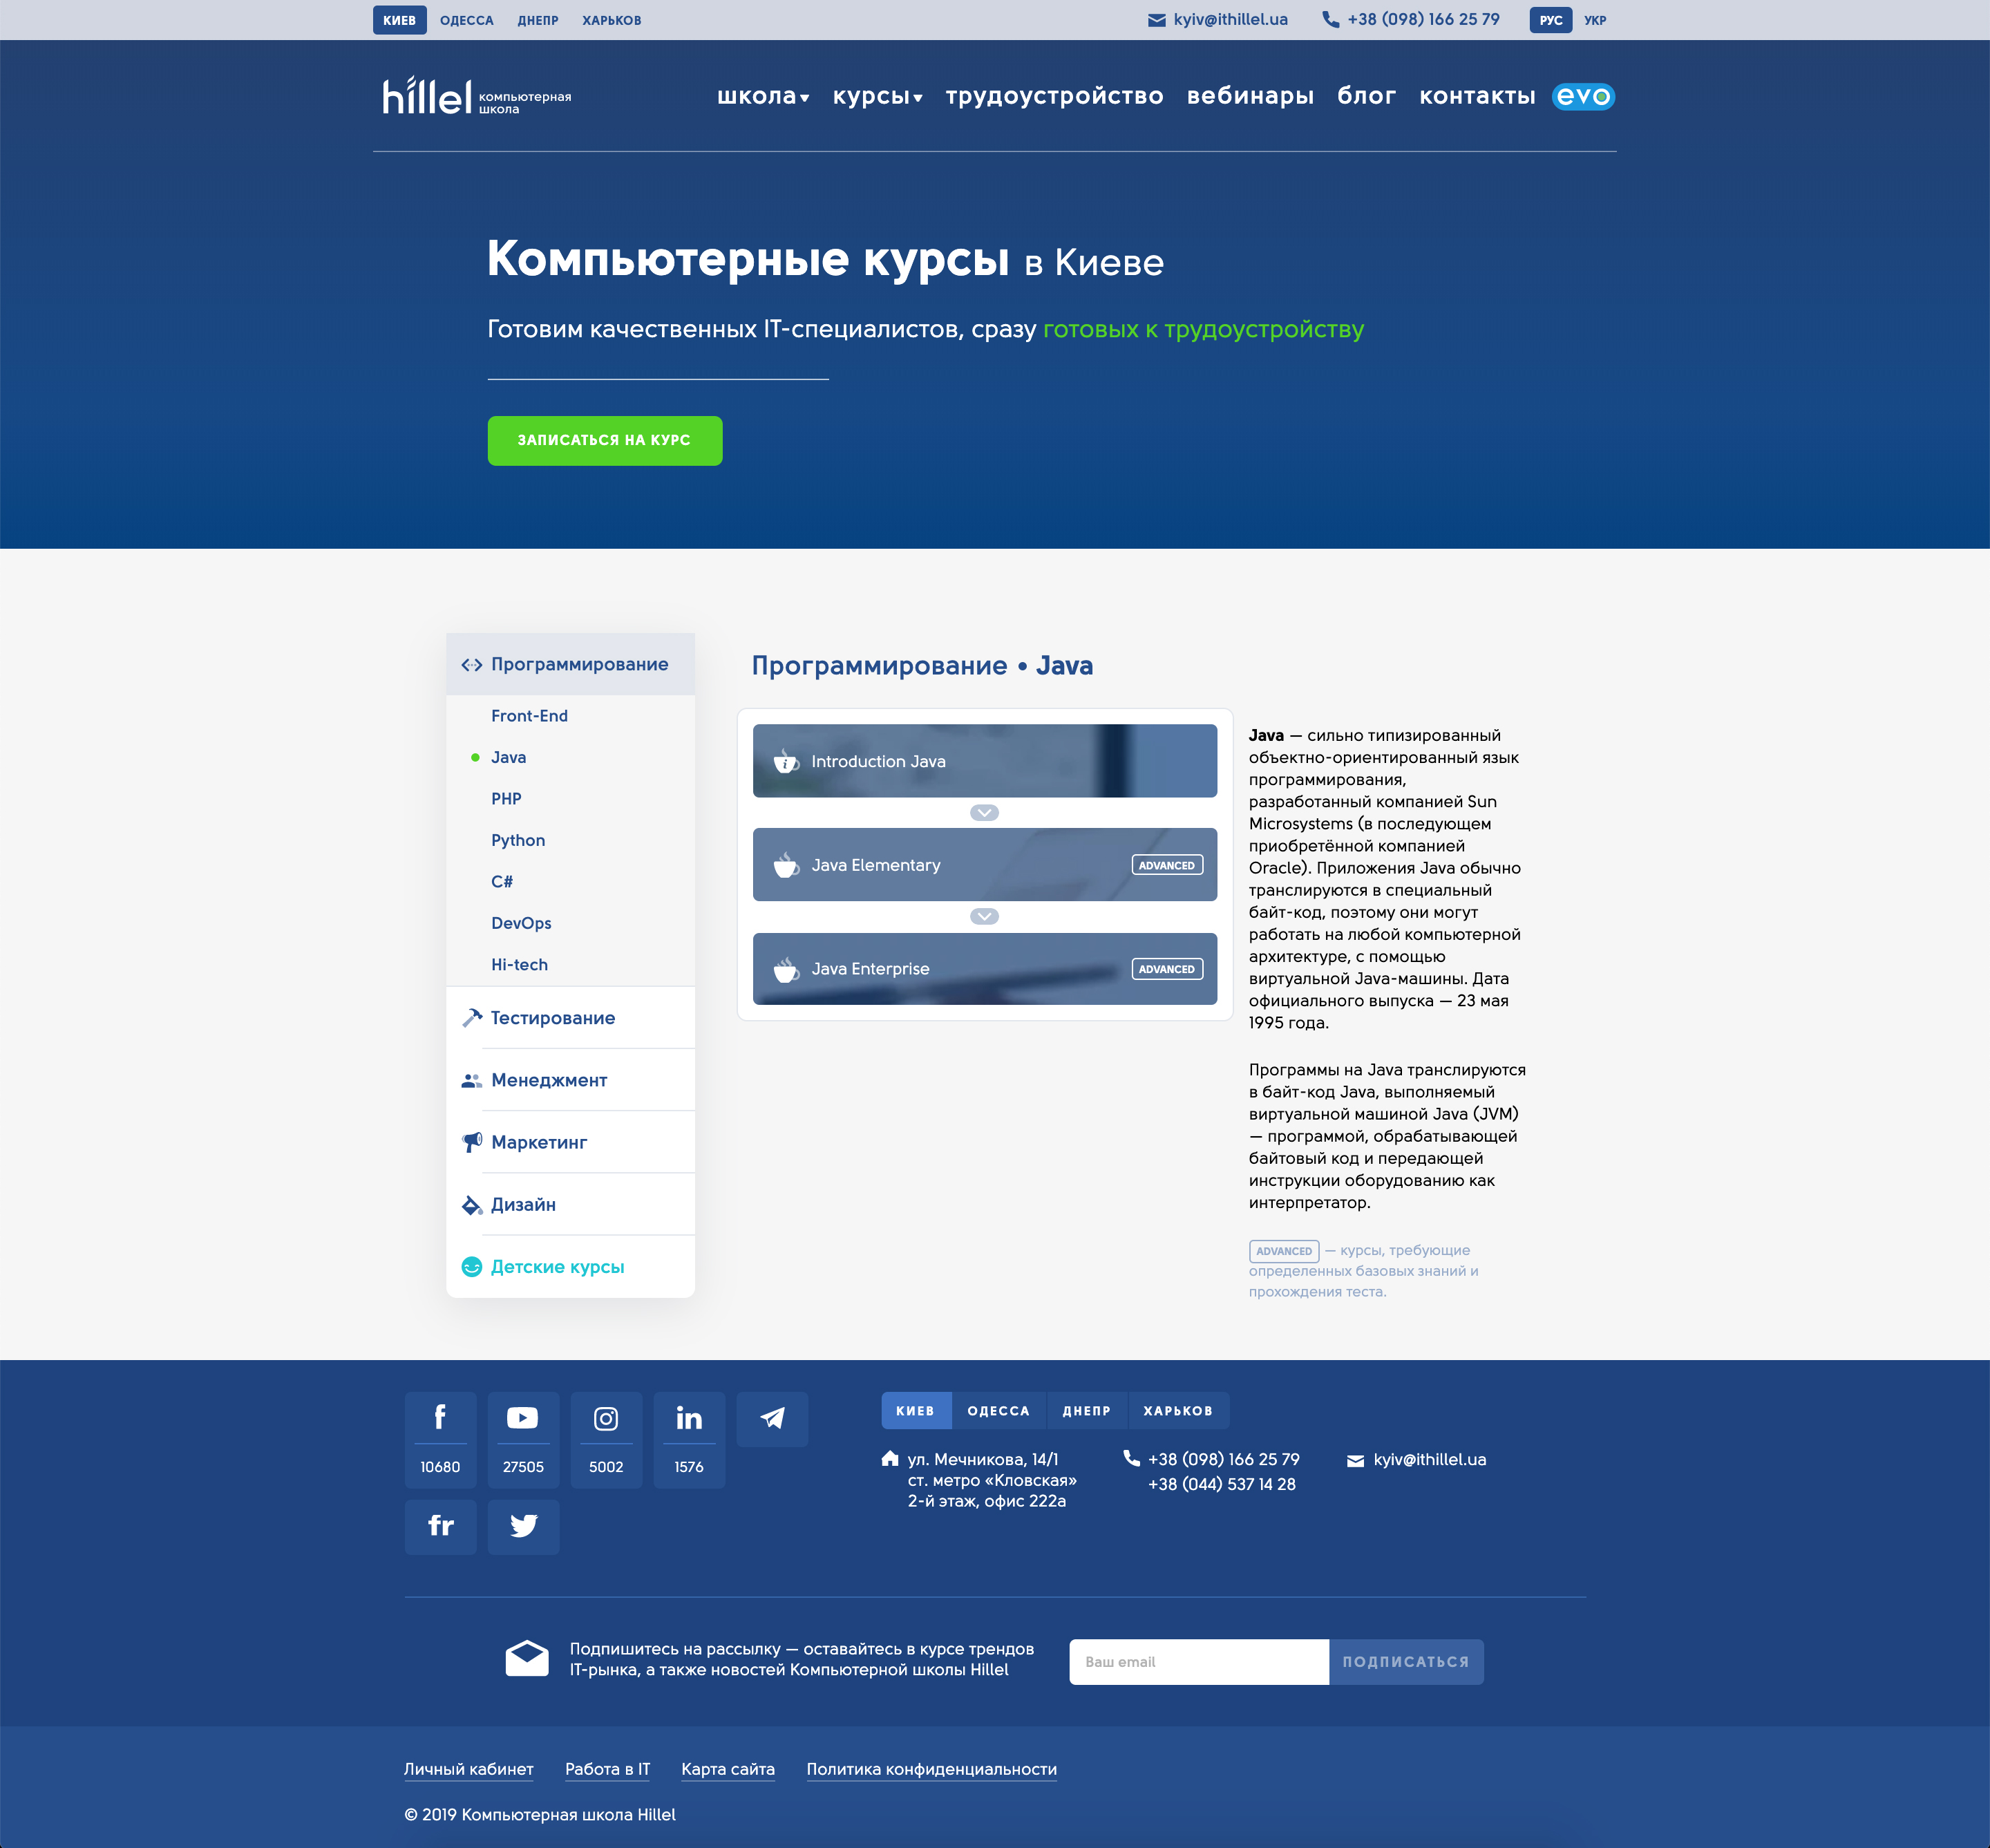 КИЕВ ОДЕССА ДНЕПР ХАРЬКОВ kyiv@ithillel.ua +38 (098) 166 25 79 РУС УКР
hillel компьютерная школа
школа курсы трудоустройство вебинары блог контакты evo
Компьютерные курсы в Киеве
Готовим качественных IT-специалистов, сразу готовых к трудоустройству
ЗАПИСАТЬСЯ НА КУРС
Программирование
Front-End
Java
PHP
Python
C#
DevOps
Hi-tech
Тестирование
Менеджмент
Маркетинг
Дизайн
Детские курсы
Программирование • Java
Introduction Java
Java Elementary ADVANCED
Java Enterprise ADVANCED
Java — сильно типизированный
объектно-ориентированный язык
программирования,
разработанный компанией Sun
Microsystems (в последующем
приобретённой компанией
Oracle). Приложения Java обычно
транслируются в специальный
байт-код, поэтому они могут
работать на любой компьютерной
архитектуре, с помощью
виртуальной Java-машины. Дата
официального выпуска — 23 мая
1995 года.
Программы на Java транслируются
в байт-код Java, выполняемый
виртуальной машиной Java (JVM)
— программой, обрабатывающей
байтовый код и передающей
инструкции оборудованию как
интерпретатор.
ADVANCED — курсы, требующие
определенных базовых знаний и
прохождения теста.
f
in
10680 27505 5002 1576
fr
КИЕВ ОДЕССА ДНЕПР ХАРЬКОВ
ул. Мечникова, 14/1
ст. метро «Кловская»
2-й этаж, офис 222а
+38 (098) 166 25 79
+38 (044) 537 14 28
kyiv@ithillel.ua
Подпишитесь на рассылку — оставайтесь в курсе трендов
IT-рынка, а также новостей Компьютерной школы Hillel
Ваш email ПОДПИСАТЬСЯ
Личный кабинет Работа в IT Карта сайта Политика конфиденциальности
© 2019 Компьютерная школа Hillel